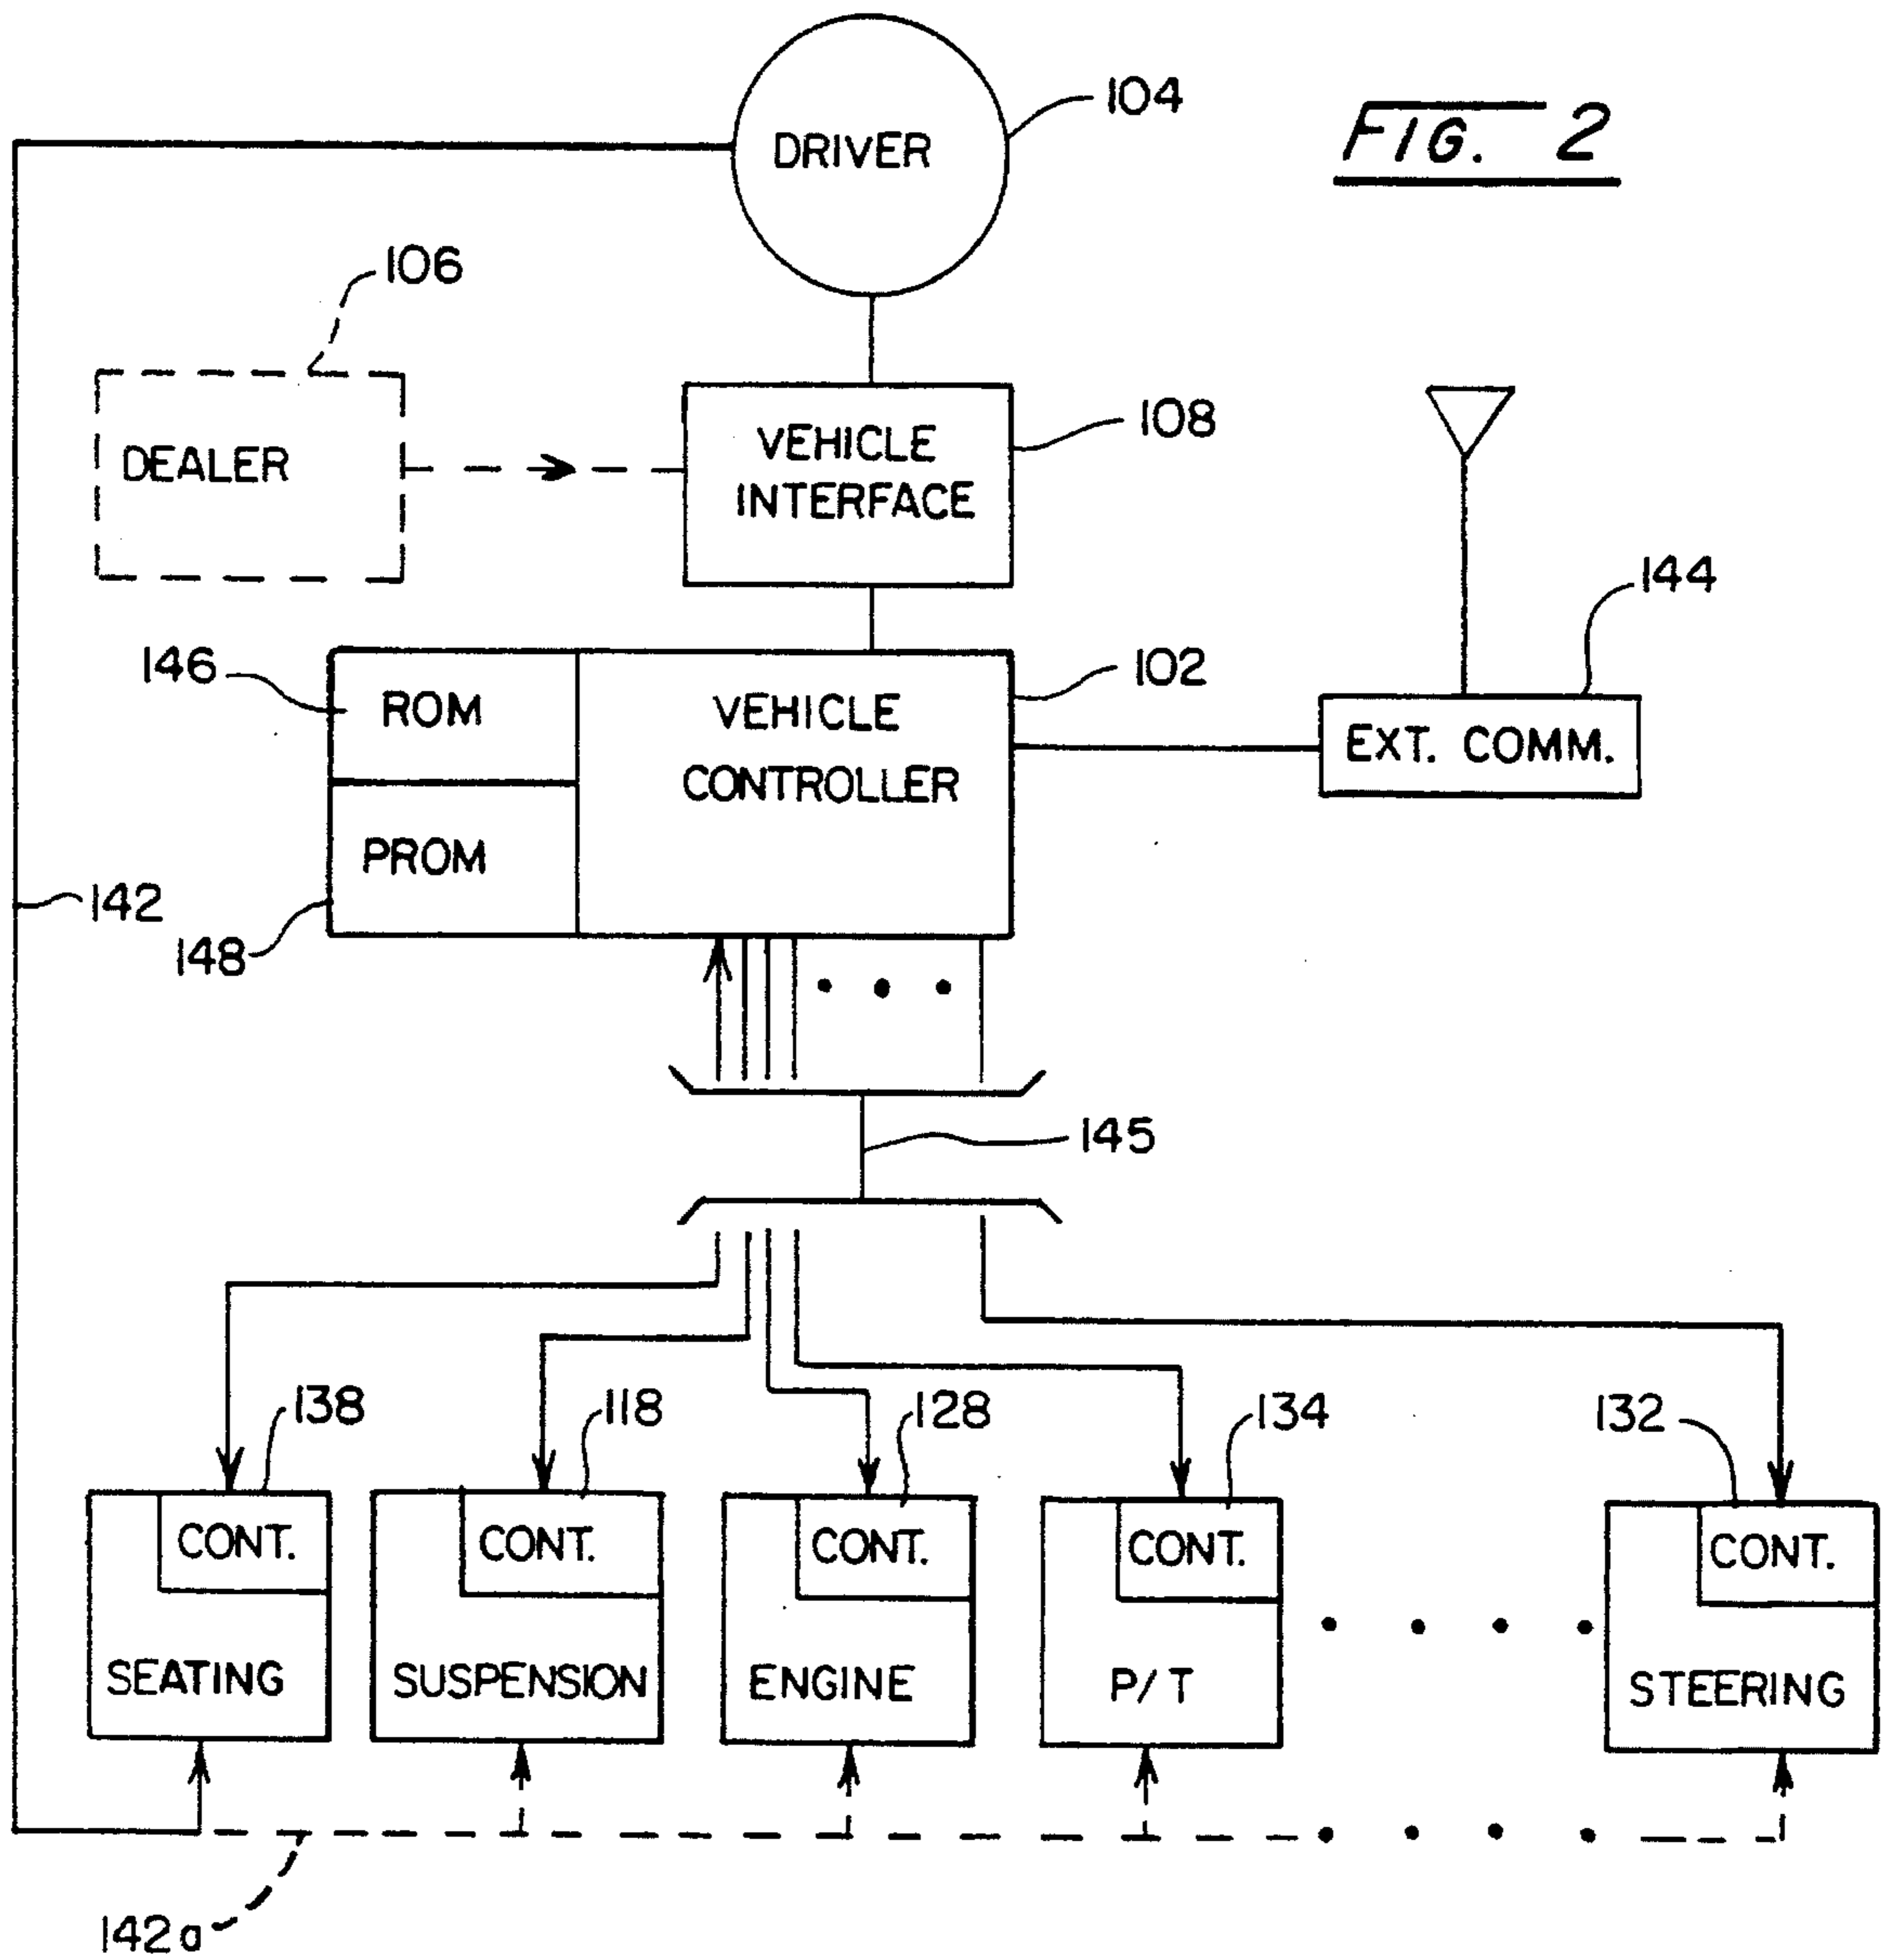 104
DRIVER
FIG. 2
106
DEALER
VEHICLE
INTERFACE
108
144
146
ROM
VEHICLE
CONTROLLER
102
EXT. COMM.
PROM
142
148
145
138
118
128
134
132
CONT.
CONT.
CONT.
CONT.
CONT.
SEATING
SUSPENSION
ENGINE
P/T
STEERING
142a